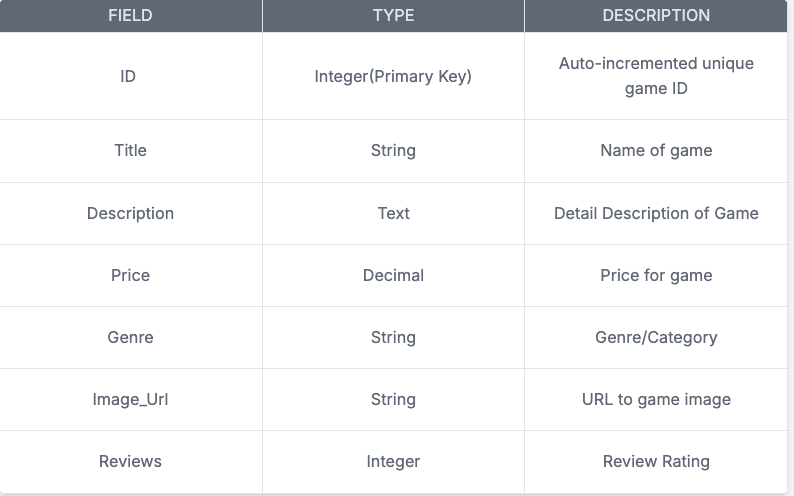 FIELD TYPE DESCRIPTION
ID Integer(Primary Key) Auto-incremented unique
game ID
Title String Name of game
Description Text Detail Description of Game
Price Decimal Price for game
Genre String Genre/Category
Image_Url String URL to game image
Reviews Integer Review Rating